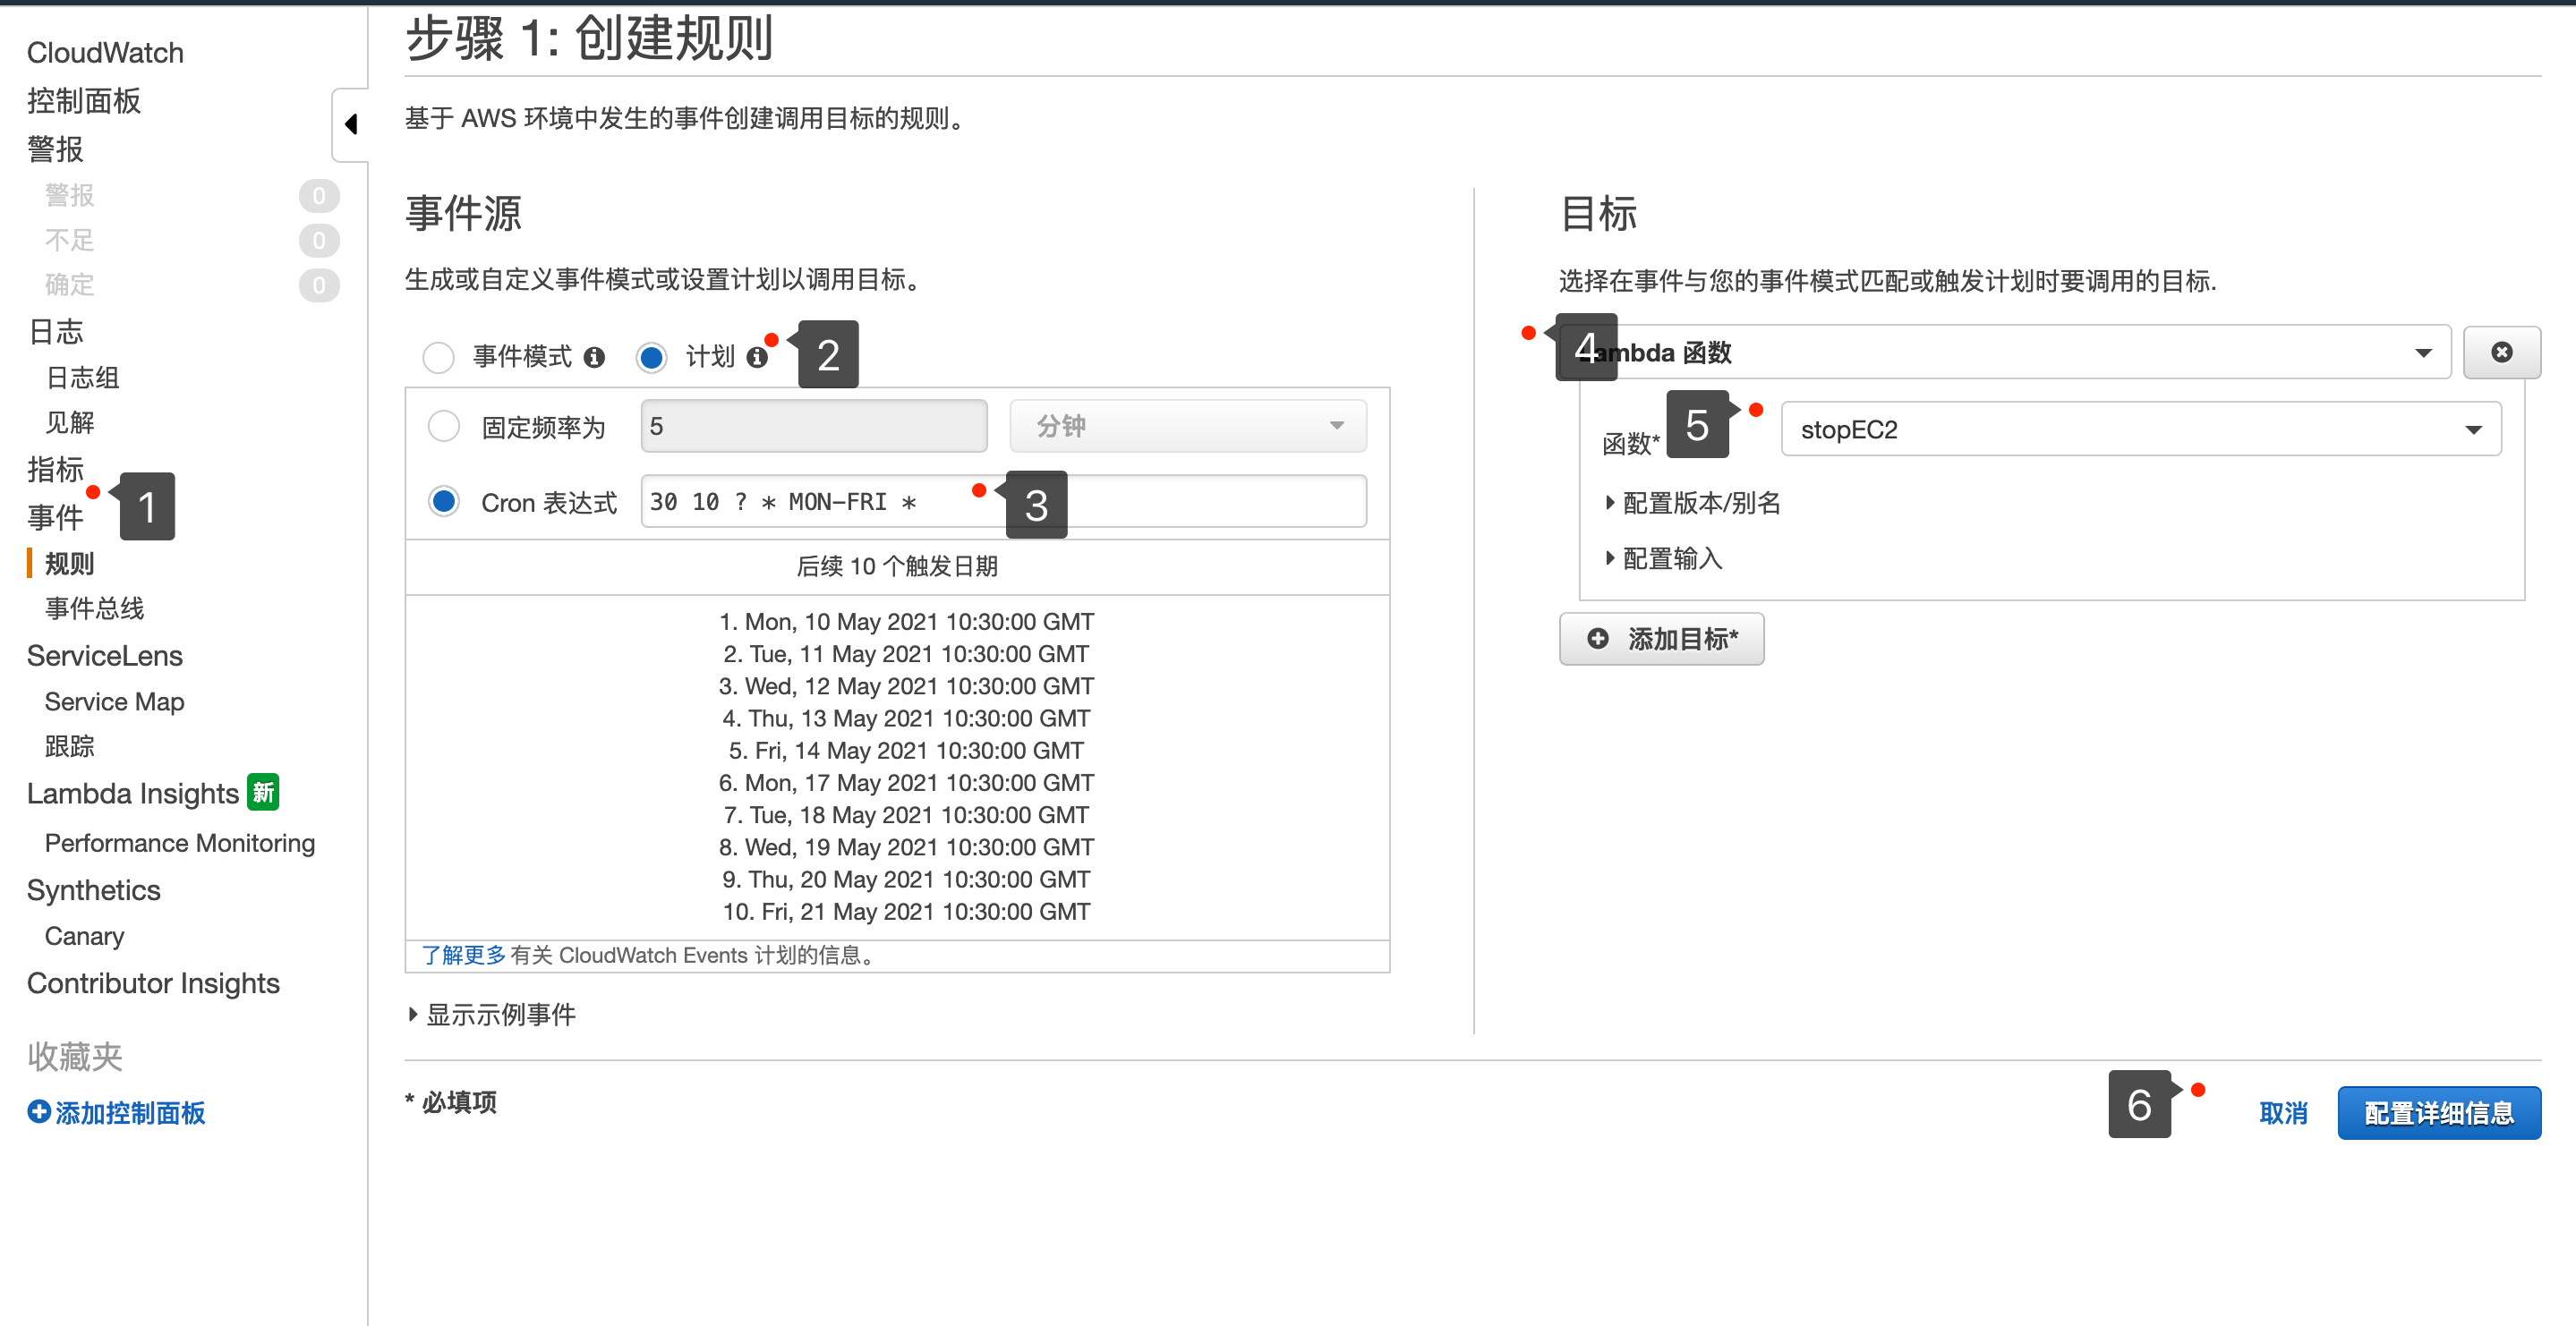 CloudWatch
控制面板
警报
警报 0
不足 0
确定 0
日志
日志组
见解
指标
事件
1
规则
事件总线
ServiceLens
Service Map
跟踪
Lambda Insights 新
Performance Monitoring
Synthetics
Canary
Contributor Insights
收藏夹
添加控制面板
步骤 1: 创建规则
基于 AWS 环境中发生的事件创建调用目标的规则。
事件源
生成或自定义事件模式或设置计划以调用目标。
事件模式 计划 2
固定频率为 5 分钟
Cron 表达式 30 10 ? * MON-FRI * 3
后续 10 个触发日期
1. Mon, 10 May 2021 10:30:00 GMT
2. Tue, 11 May 2021 10:30:00 GMT
3. Wed, 12 May 2021 10:30:00 GMT
4. Thu, 13 May 2021 10:30:00 GMT
5. Fri, 14 May 2021 10:30:00 GMT
6. Mon, 17 May 2021 10:30:00 GMT
7. Tue, 18 May 2021 10:30:00 GMT
8. Wed, 19 May 2021 10:30:00 GMT
9. Thu, 20 May 2021 10:30:00 GMT
10. Fri, 21 May 2021 10:30:00 GMT
了解更多 有关 CloudWatch Events 计划的信息。
显示示例事件
* 必填项
目标
选择在事件与您的事件模式匹配或触发计划时要调用的目标.
4 Lambda 函数
函数* 5 stopEC2
配置版本/别名
配置输入
添加目标*
6 取消 配置详细信息